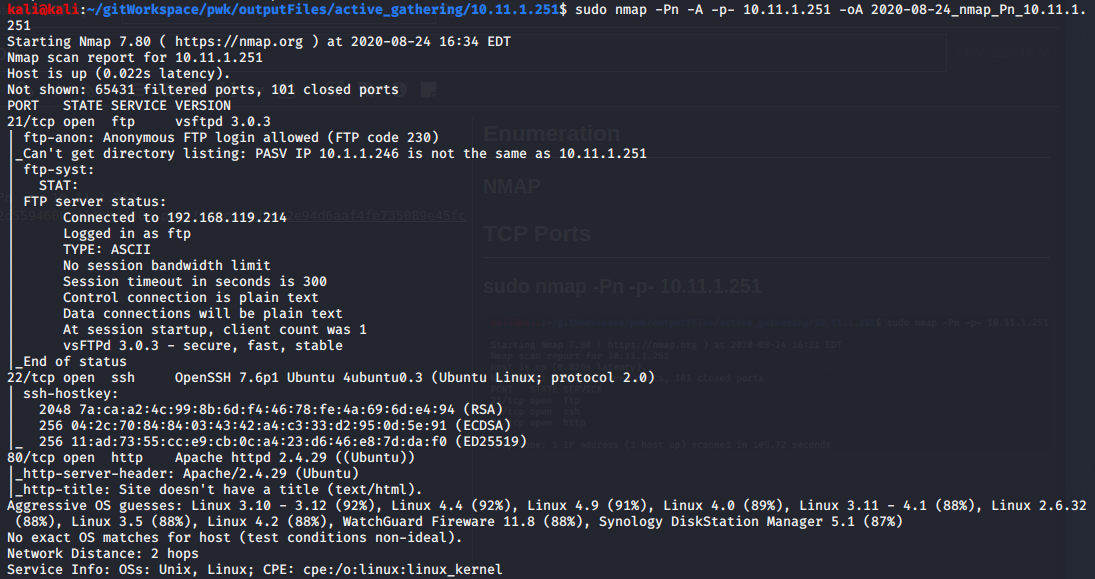 kali@kali:~/gitWorkspace/pwk/outputFiles/active_gathering/10.11.1.251$ sudo nmap -Pn -A -p- 10.11.1.251 -oA 2020-08-24_nmap_Pn_10.11.1.
251
Starting Nmap 7.80 ( https://nmap.org ) at 2020-08-24 16:34 EDT
Nmap scan report for 10.11.1.251
Host is up (0.022s latency).
Not shown: 65431 filtered ports, 101 closed ports
PORT   STATE SERVICE VERSION
21/tcp open  ftp     vsftpd 3.0.3
| ftp-anon: Anonymous FTP login allowed (FTP code 230)
|_Can't get directory listing: PASV IP 10.1.1.246 is not the same as 10.11.1.251
| ftp-syst:
|   STAT:
| FTP server status:
|      Connected to 192.168.119.214
|      Logged in as ftp
|      TYPE: ASCII
|      No session bandwidth limit
|      Session timeout in seconds is 300
|      Control connection is plain text
|      Data connections will be plain text
|      At session startup, client count was 1
|      vsFTPd 3.0.3 - secure, fast, stable
|_End of status
22/tcp open  ssh     OpenSSH 7.6p1 Ubuntu 4ubuntu0.3 (Ubuntu Linux; protocol 2.0)
| ssh-hostkey:
|   2048 7a:ca:a2:4c:99:8b:6d:f4:46:78:fe:4a:69:6d:e4:94 (RSA)
|   256 04:2c:70:84:84:03:43:42:a4:c3:33:d2:95:0d:5e:91 (ECDSA)
|_  256 11:ad:73:55:cc:e9:cb:0c:a4:23:d6:46:e8:7d:da:f0 (ED25519)
80/tcp open  http    Apache httpd 2.4.29 ((Ubuntu))
|_http-server-header: Apache/2.4.29 (Ubuntu)
|_http-title: Site doesn't have a title (text/html).
Aggressive OS guesses: Linux 3.10 - 3.12 (92%), Linux 4.4 (92%), Linux 4.9 (91%), Linux 4.0 (89%), Linux 3.11 - 4.1 (88%), Linux 2.6.32
(88%), Linux 3.5 (88%), Linux 4.2 (88%), WatchGuard Fireware 11.8 (88%), Synology DiskStation Manager 5.1 (87%)
No exact OS matches for host (test conditions non-ideal).
Network Distance: 2 hops
Service Info: OSs: Unix, Linux; CPE: cpe:/o:linux:linux_kernel
Enumeration
NMAP
TCP Ports
sudo nmap -Pn -p- 10.11.1.251